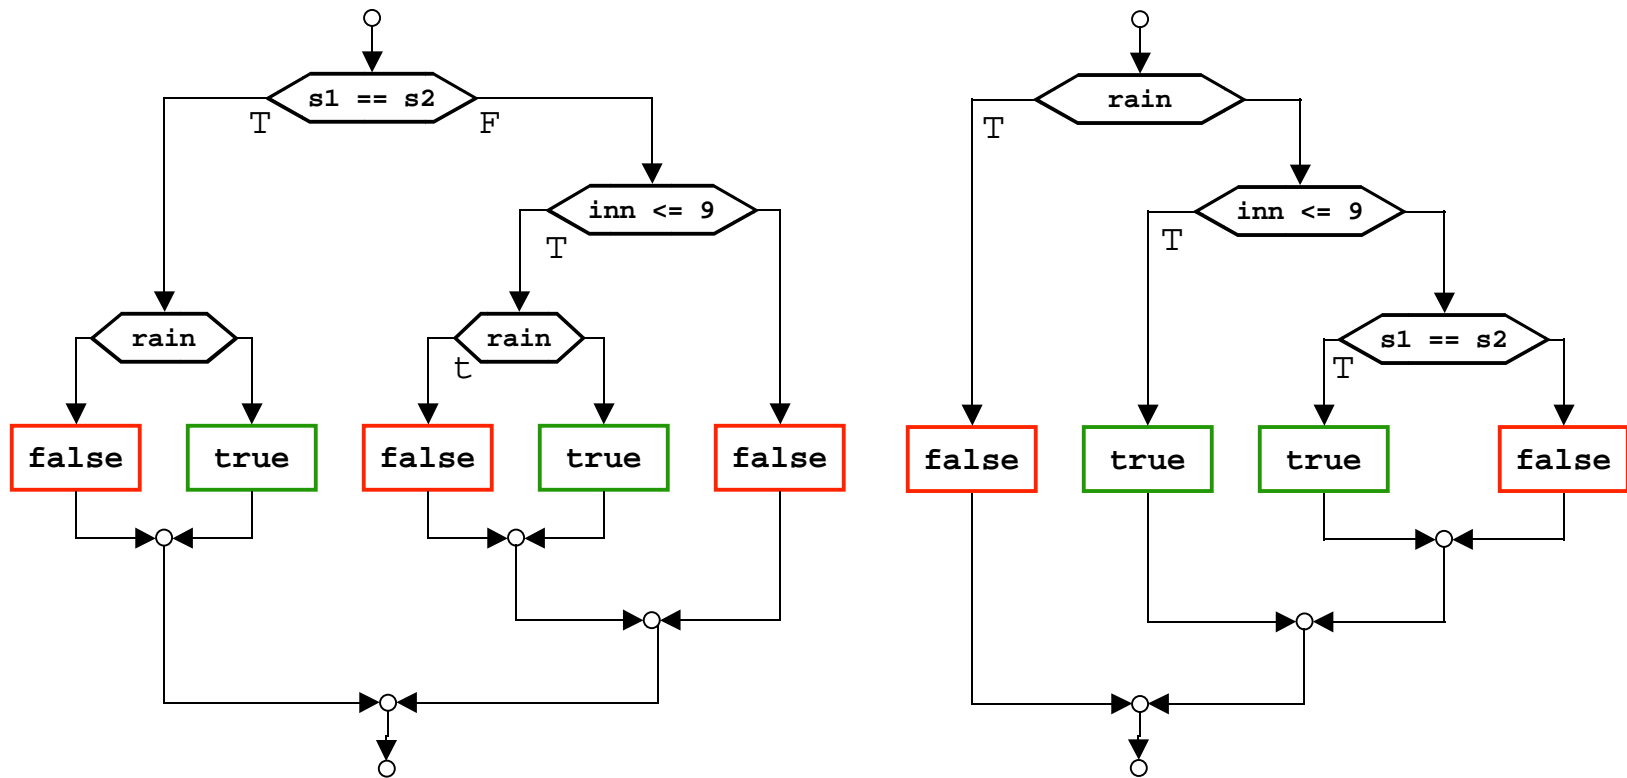 s1 == s2
T
F
inn <= 9
T
rain
rain
t
false
true
false
true
false
rain
T
inn <= 9
T
s1 == s2
T
false
true
true
false